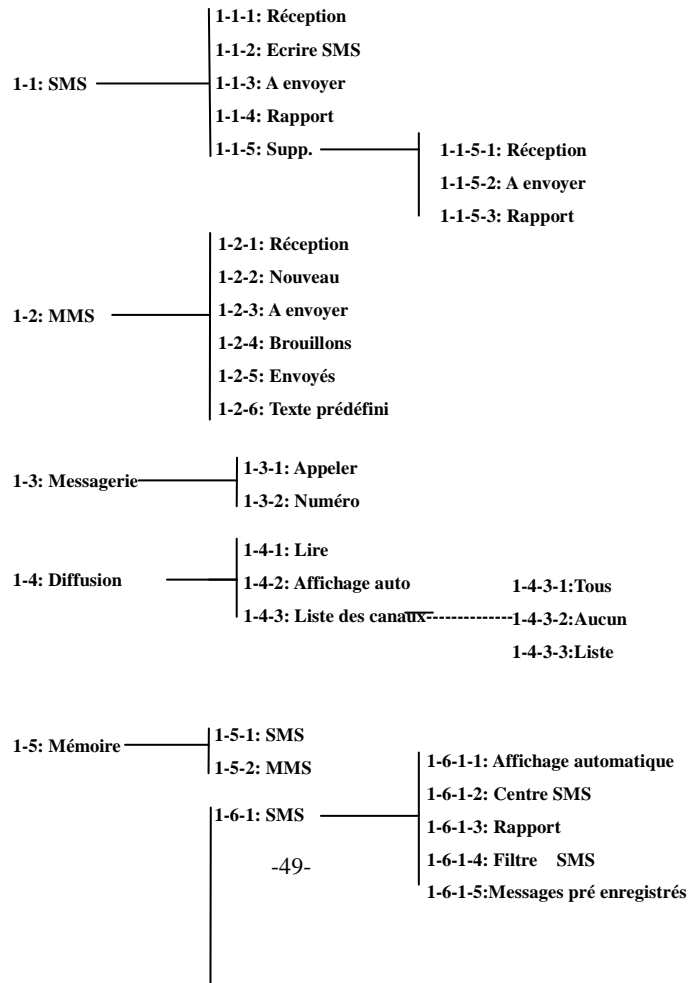 1-1: SMS
1-1-1: Réception
1-1-2: Ecrire SMS
1-1-3: A envoyer
1-1-4: Rapport
1-1-5: Supp.
1-1-5-1: Réception
1-1-5-2: A envoyer
1-1-5-3: Rapport
1-2: MMS
1-2-1: Réception
1-2-2: Nouveau
1-2-3: A envoyer
1-2-4: Brouillons
1-2-5: Envoyés
1-2-6: Texte prédéfini
1-3: Messagerie
1-3-1: Appeler
1-3-2: Numéro
1-4: Diffusion
1-4-1: Lire
1-4-2: Affichage auto
1-4-3: Liste des canaux
1-4-3-1:Tous
1-4-3-2:Aucun
1-4-3-3:Liste
1-5: Mémoire
1-5-1: SMS
1-5-2: MMS
1-6-1: SMS
1-6-1-1: Affichage automatique
1-6-1-2: Centre SMS
1-6-1-3: Rapport
1-6-1-4: Filtre SMS
1-6-1-5:Messages pré enregistrés
-49-